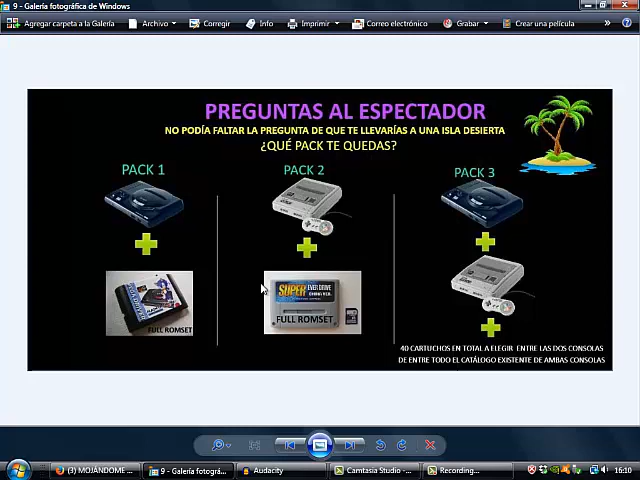 9 - Galería fotográfica de Windows
Agregar carpeta a la Galería
Archivo
Corregir
Info
Imprimir
Correo electrónico
Grabar
Crear una película
»
PREGUNTAS AL ESPECTADOR
NO PODÍA FALTAR LA PREGUNTA DE QUE TE LLEVARÍAS A UNA ISLA DESIERTA
¿QUÉ PACK TE QUEDAS?
PACK 1
PACK 2
PACK 3
FULL ROMSET
SUPER EVERDRIVE
FULL ROMSET
40 CARTUCHOS EN TOTAL A ELEGIR ENTRE LAS DOS CONSOLAS
DE ENTRE TODO EL CATÁLOGO EXISTENTE DE AMBAS CONSOLAS
(3) MOJÁNDOME ...
9 - Galería fotográ...
Audacity
Camtasia Studio -...
Recording...
16:10